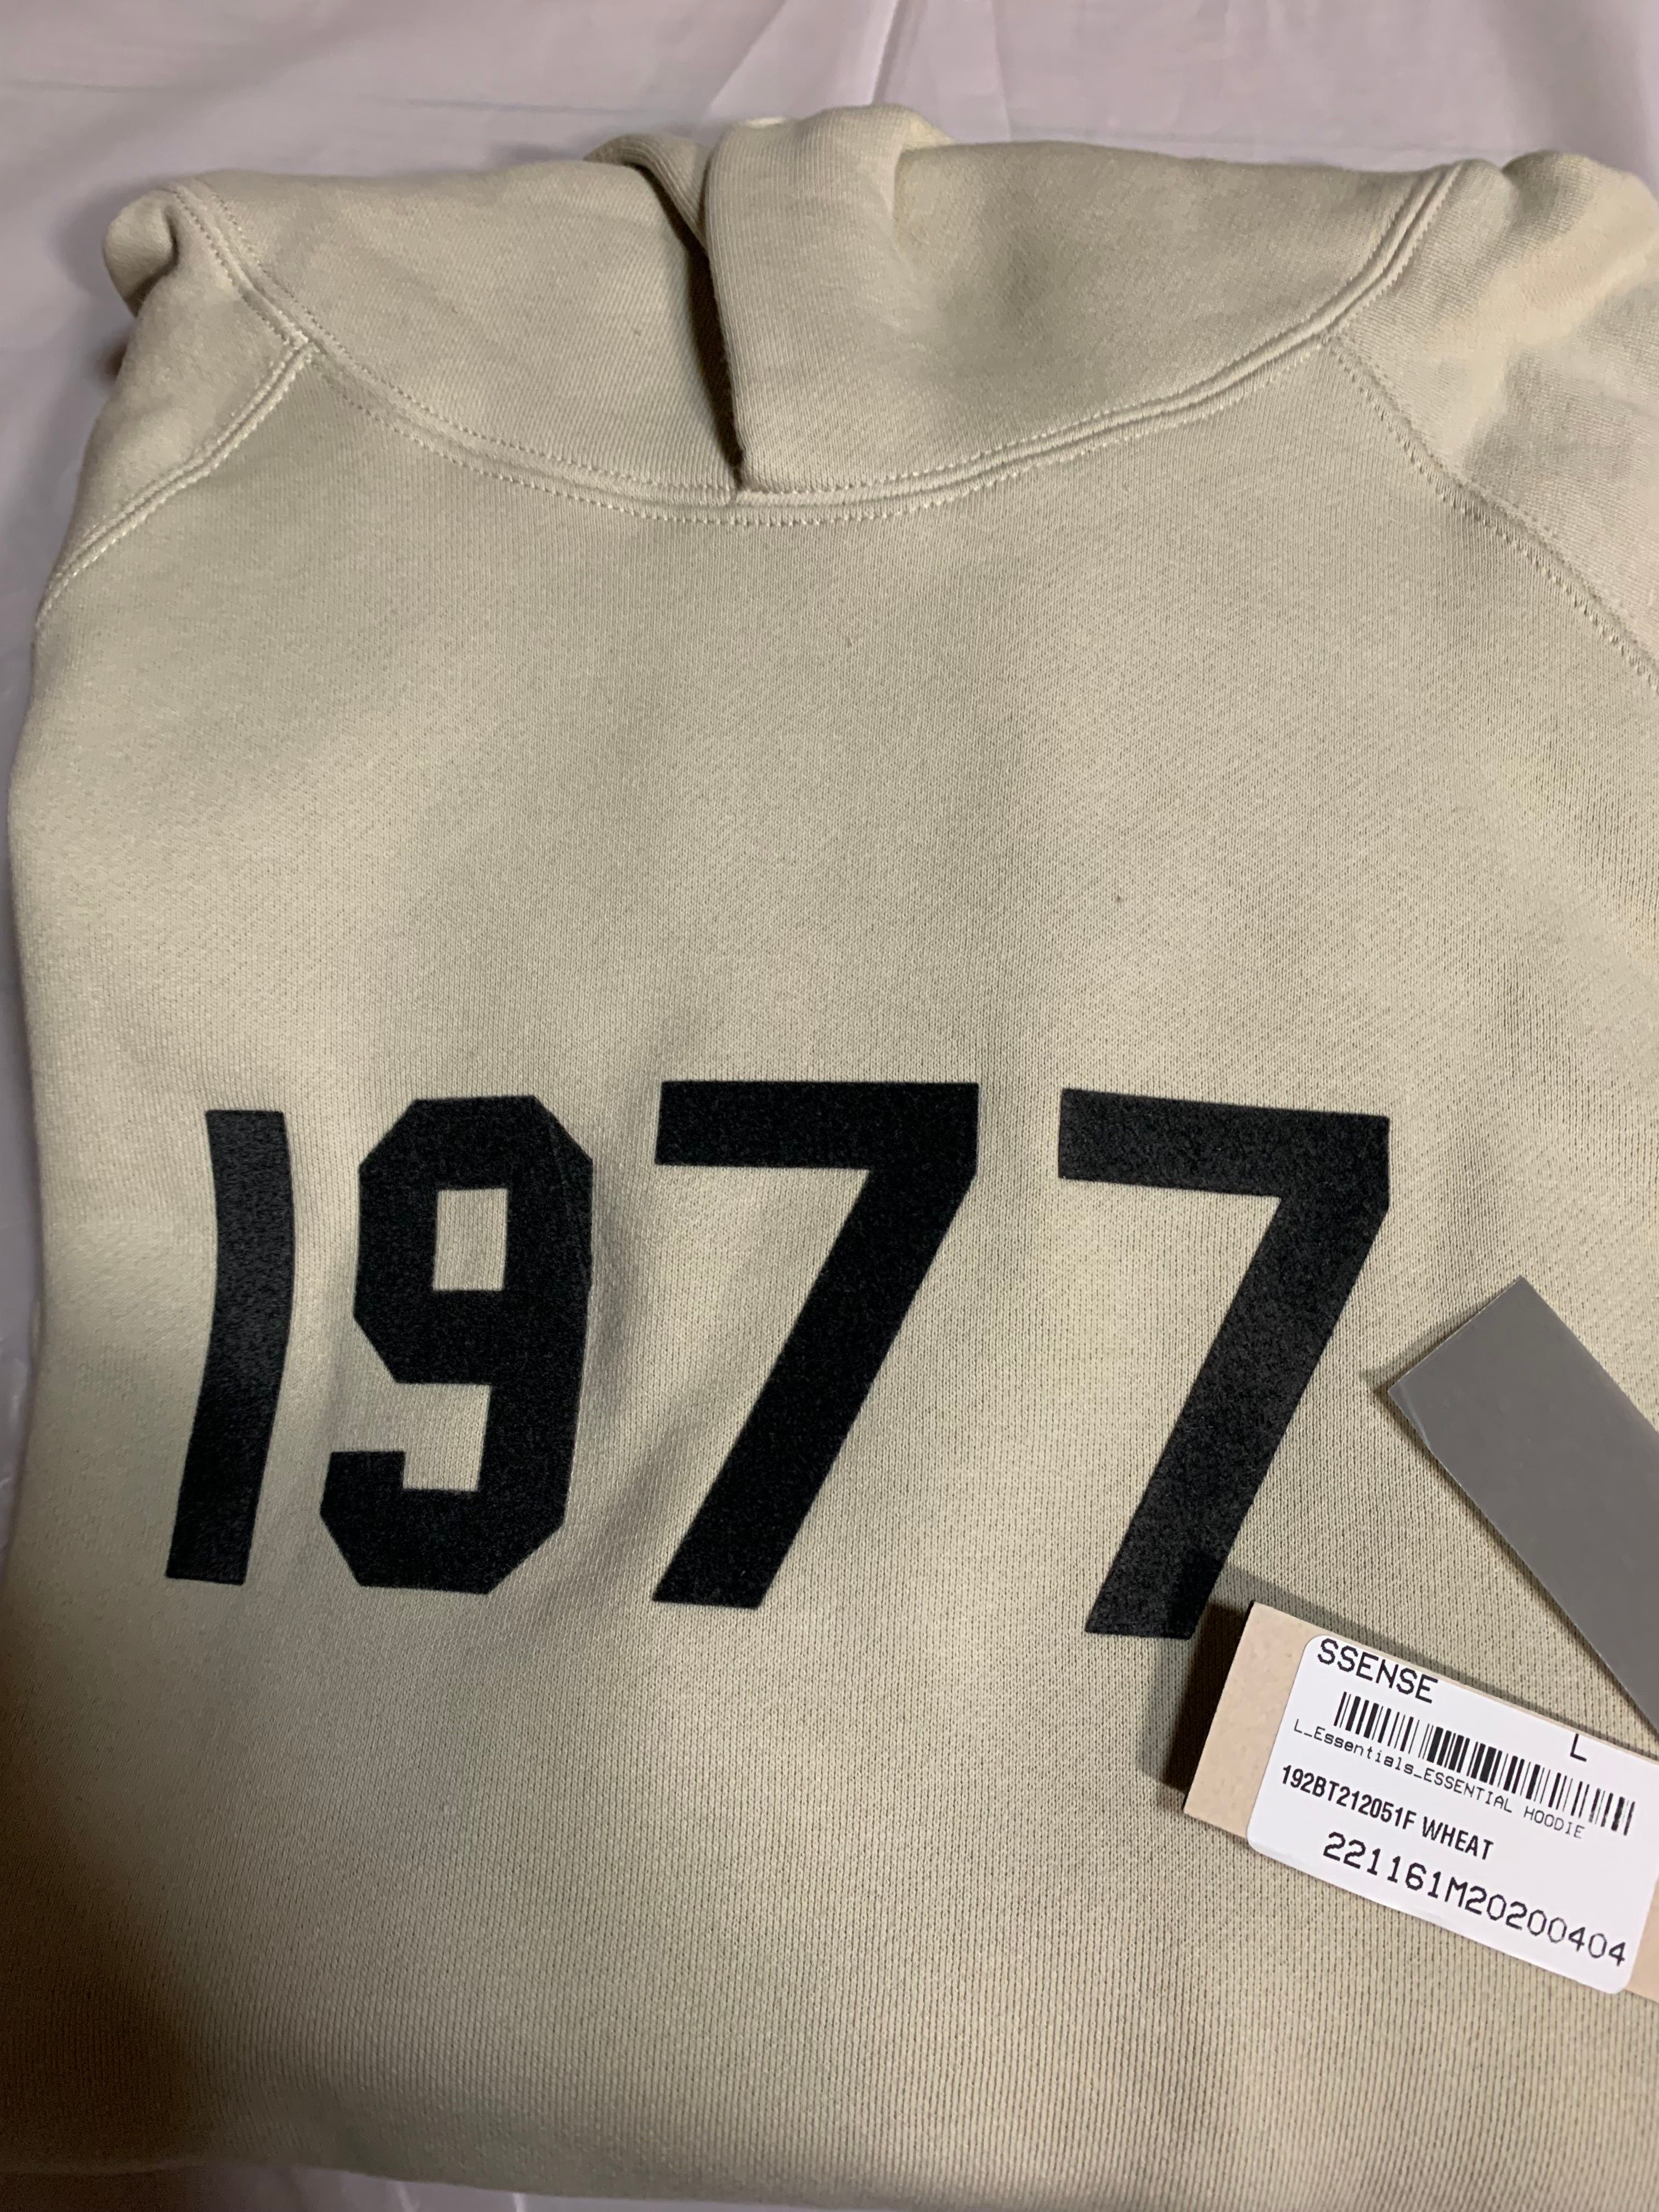 1977
SSENSE
L
L_Essentials_ESSENTIAL HOODIE
192BT212051F WHEAT
221161M20200404